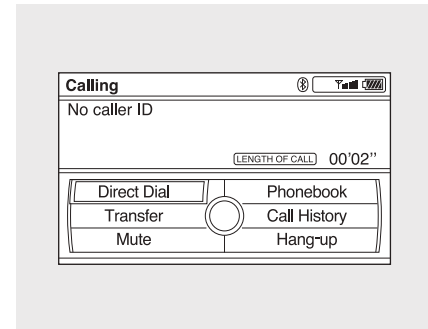 Calling
No caller ID
LENGTH OF CALL 00'02"
Direct Dial Phonebook
Transfer Call History
Mute Hang-up